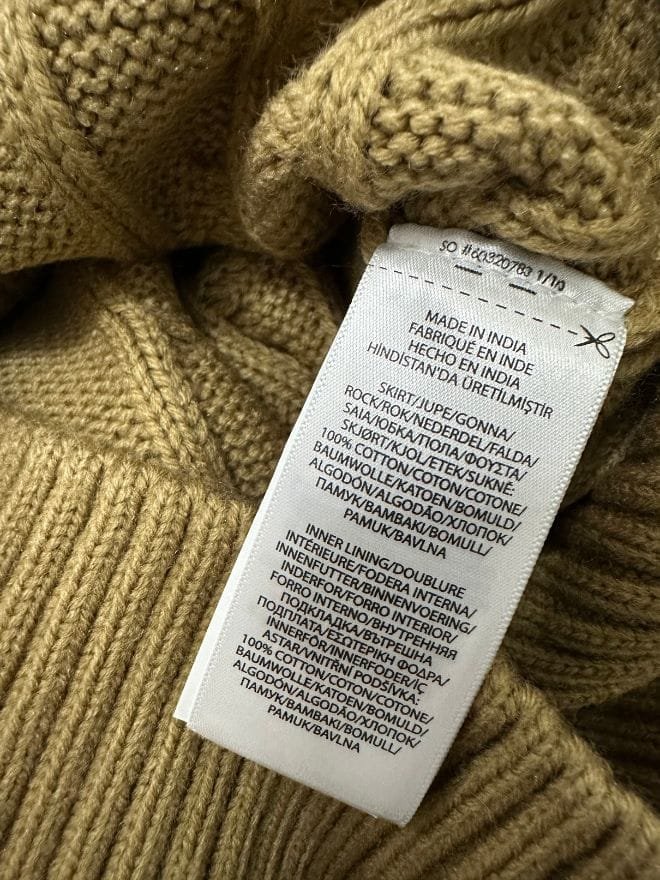 SO #60320783 1/10
MADE IN INDIA
FABRIQUÉ EN INDE
HECHO EN INDIA
HİNDİSTAN'DA ÜRETİLMİŞTİR
SKIRT/JUPE/GONNA/
ROCK/ROK/NEDERDEL/FALDA/
SAIA/ЮБКА/ПОЛА/ΦΟΥΣΤΑ/
SKJØRT/KJOL/ETEK/SUKNĚ:
100% COTTON/COTON/COTONE/
BAUMWOLLE/KATOEN/BOMULD/
ALGODÓN/ALGODÃO/ХЛОПОК/
ПАМУК/ΒΑΜΒΑΚΙ/BOMULL/
PAMUK/BAVLNA
INNER LINING/DOUBLURE
INTÉRIEURE/FODERA INTERNA/
INNENFUTTER/BINNENVOERING/
INDERFOR/FORRO INTERIOR/
FORRO INTERNO/ВНУТРЕННЯЯ
ПОДКЛАДКА/ВЪТРЕШНА
ПОДПЛАТА/ΕΣΩΤΕΡΙΚΗ ΦΟΔΡΑ/
INNERFÔR/INNERFODER/IÇ
ASTAR/VNITŘNÍ PODŠÍVKA:
100% COTTON/COTON/COTONE/
BAUMWOLLE/KATOEN/BOMULD/
ALGODÓN/ALGODÃO/ХЛОПОК/
ПАМУК/ΒΑΜΒΑΚΙ/BOMULL/
PAMUK/BAVLNA